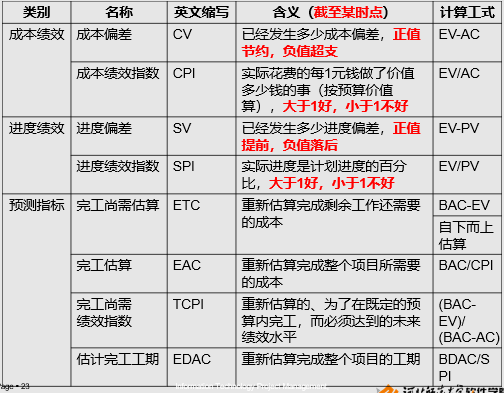 类别 名称 英文缩写 含义（截至某时点） 计算工式
成本绩效 成本偏差 CV 已经发生多少成本偏差，正值 EV-AC
节约，负值超支
成本绩效指数 CPI 实际花费的每1元钱做了价值 EV/AC
多少钱的事（按预算价值
算），大于1好，小于1不好
进度绩效 进度偏差 SV 已经发生多少进度偏差，正值 EV-PV
提前，负值落后
进度绩效指数 SPI 实际进度是计划进度的百分 EV/PV
比，大于1好，小于1不好
预测指标 完工尚需估算 ETC 重新估算完成剩余工作还需要 BAC-EV
的成本 自下而上
估算
完工估算 EAC 重新估算完成整个项目所需要 BAC/CPI
的成本
完工尚需 TCPI 重新估算的、为了在既定的预 (BAC-
绩效指数 算内完工，而必须达到的未来 EV)/
绩效水平 (BAC-AC)
估计完工工期 EDAC 重新估算完成整个项目的工期 BDAC/S
PI
Page ▪ 23 Information Technology Project Management